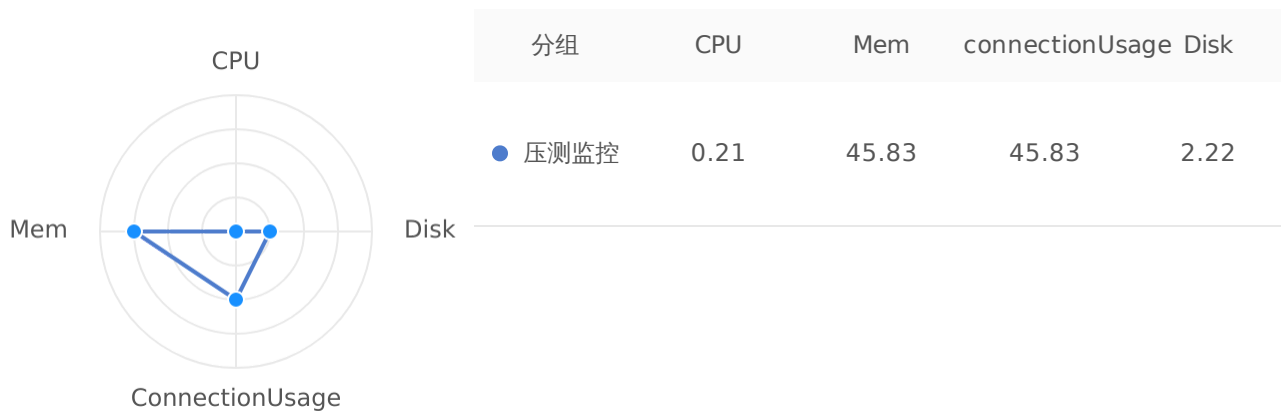 CPU
Mem
Disk
ConnectionUsage
分组 CPU Mem connectionUsage Disk
压测监控 0.21 45.83 45.83 2.22